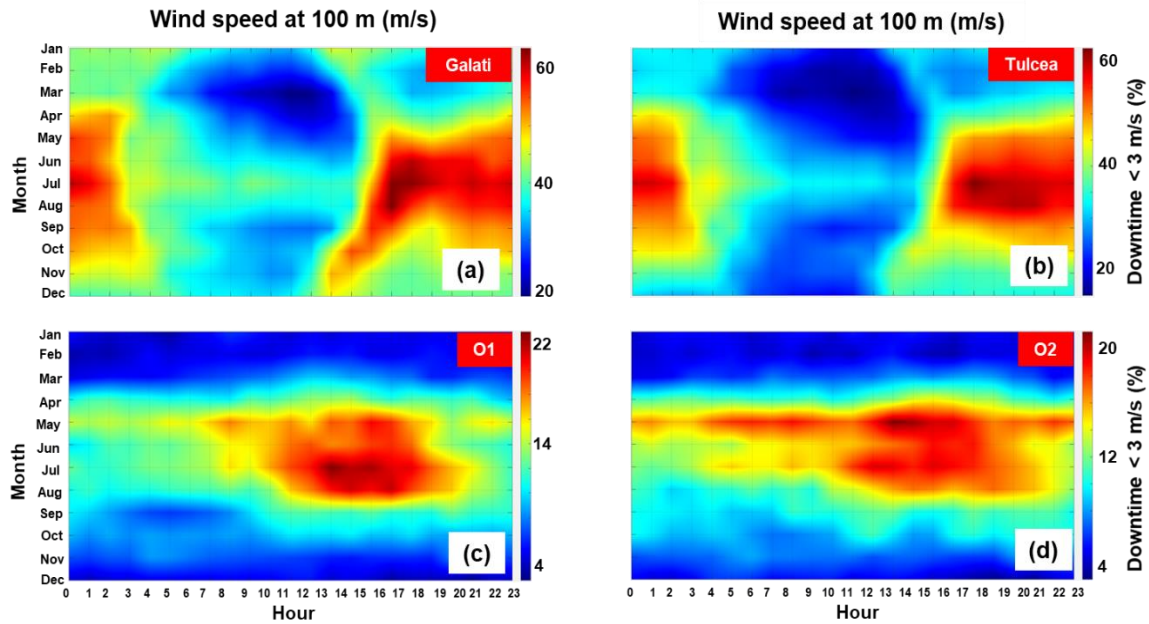 Wind speed at 100 m (m/s)
Wind speed at 100 m (m/s)
Month
Jan
Feb
Mar
Apr
May
Jun
Jul
Aug
Sep
Oct
Nov
Dec
Galati
(a)
60
40
20
Tulcea
(b)
60
40
20
Downtime < 3 m/s (%)
Month
Jan
Feb
Mar
Apr
May
Jun
Jul
Aug
Sep
Oct
Nov
Dec
O1
(c)
22
14
4
O2
(d)
20
12
4
Downtime < 3 m/s (%)
0 1 2 3 4 5 6 7 8 9 10 11 12 13 14 15 16 17 19 20 21 22 23
0 1 2 3 4 5 6 7 8 9 10 11 12 13 14 15 16 17 19 20 21 22 23
Hour
Hour